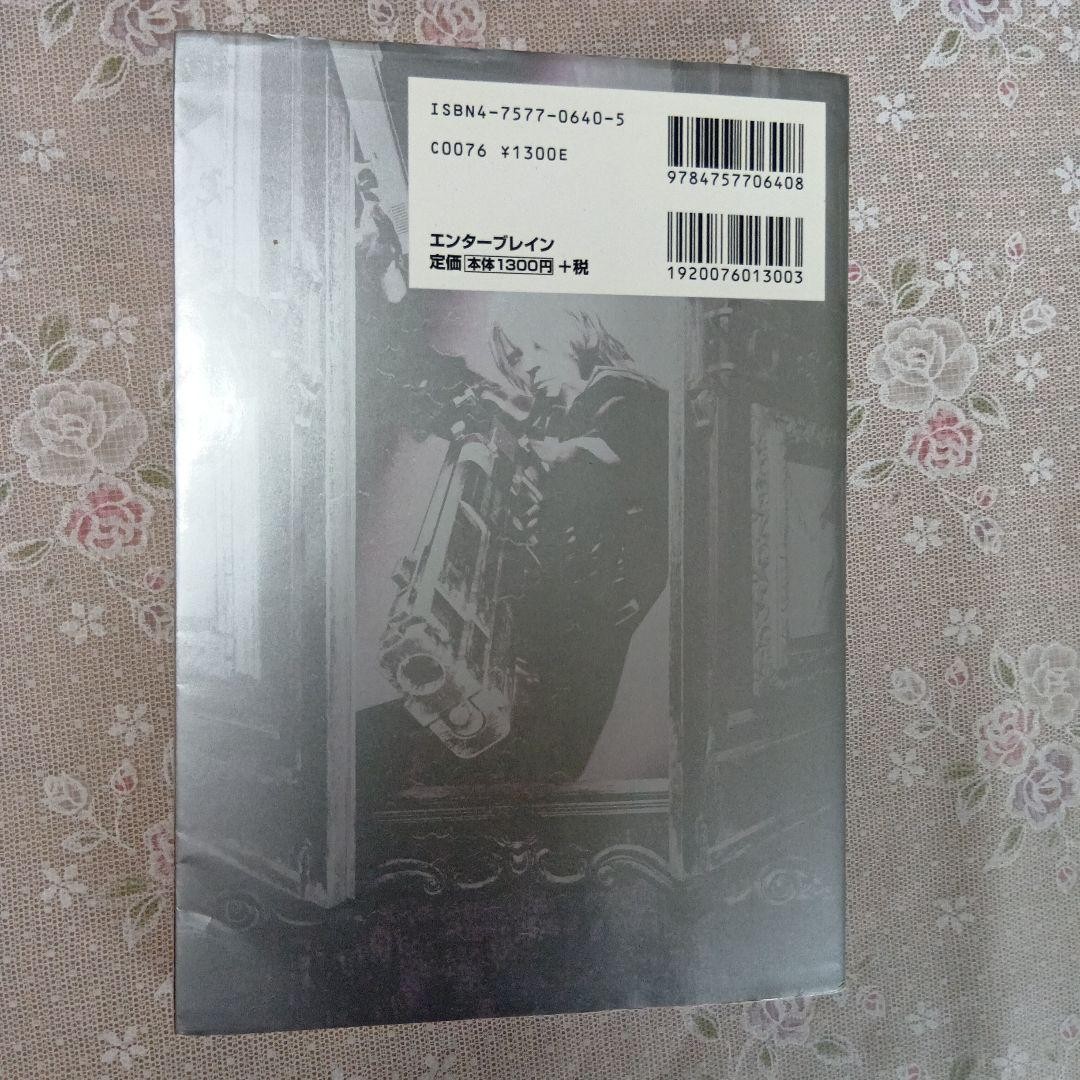 ISBN4-7577-0640-5
C0076 ¥1300E
9784757706408
エンターブレイン
定価 本体1300円 +税
1920076013003